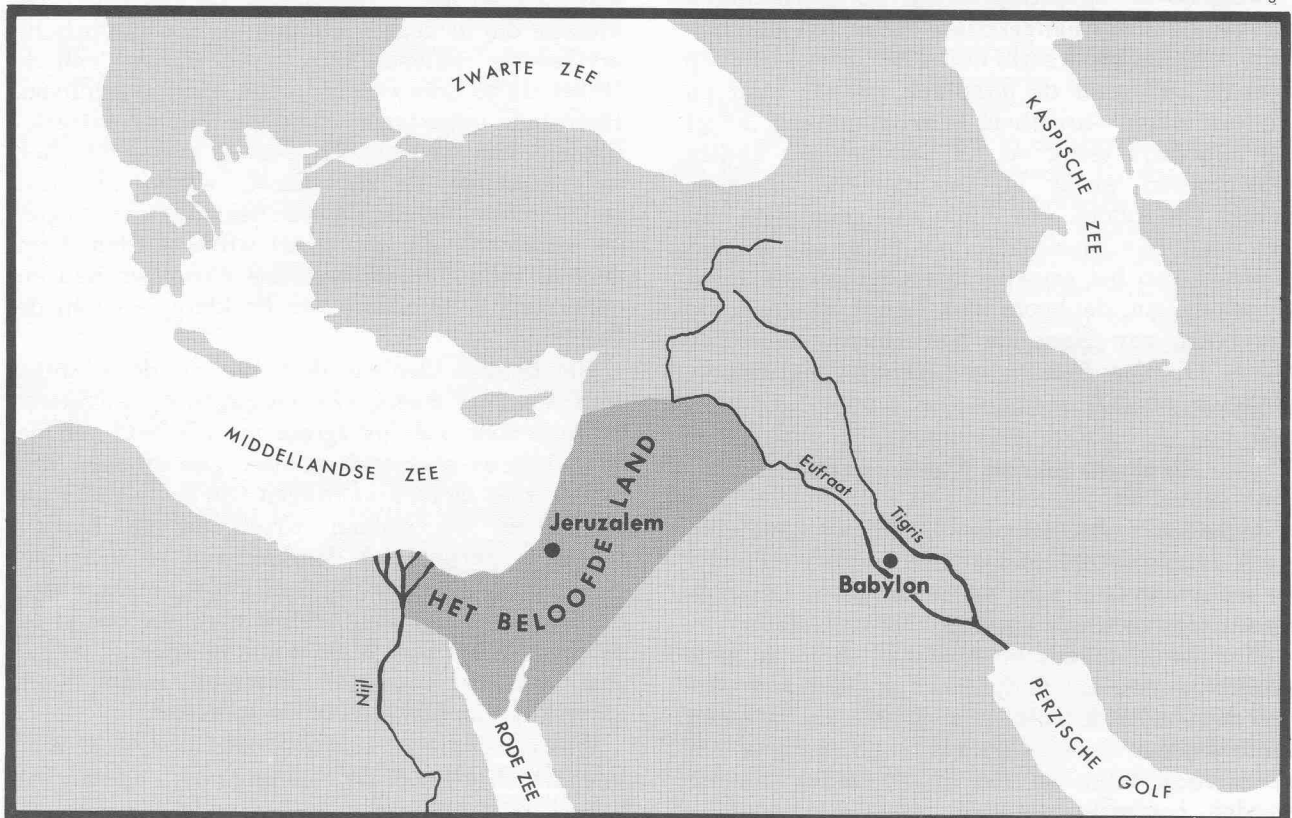 ZWARTE ZEE
KASPISCHE ZEE
MIDDELLANDSE ZEE
HET BELOOFDE LAND
Jeruzalem
Eufraat
Tigris
Babylon
Nijl
RODE ZEE
PERZISCHE GOLF